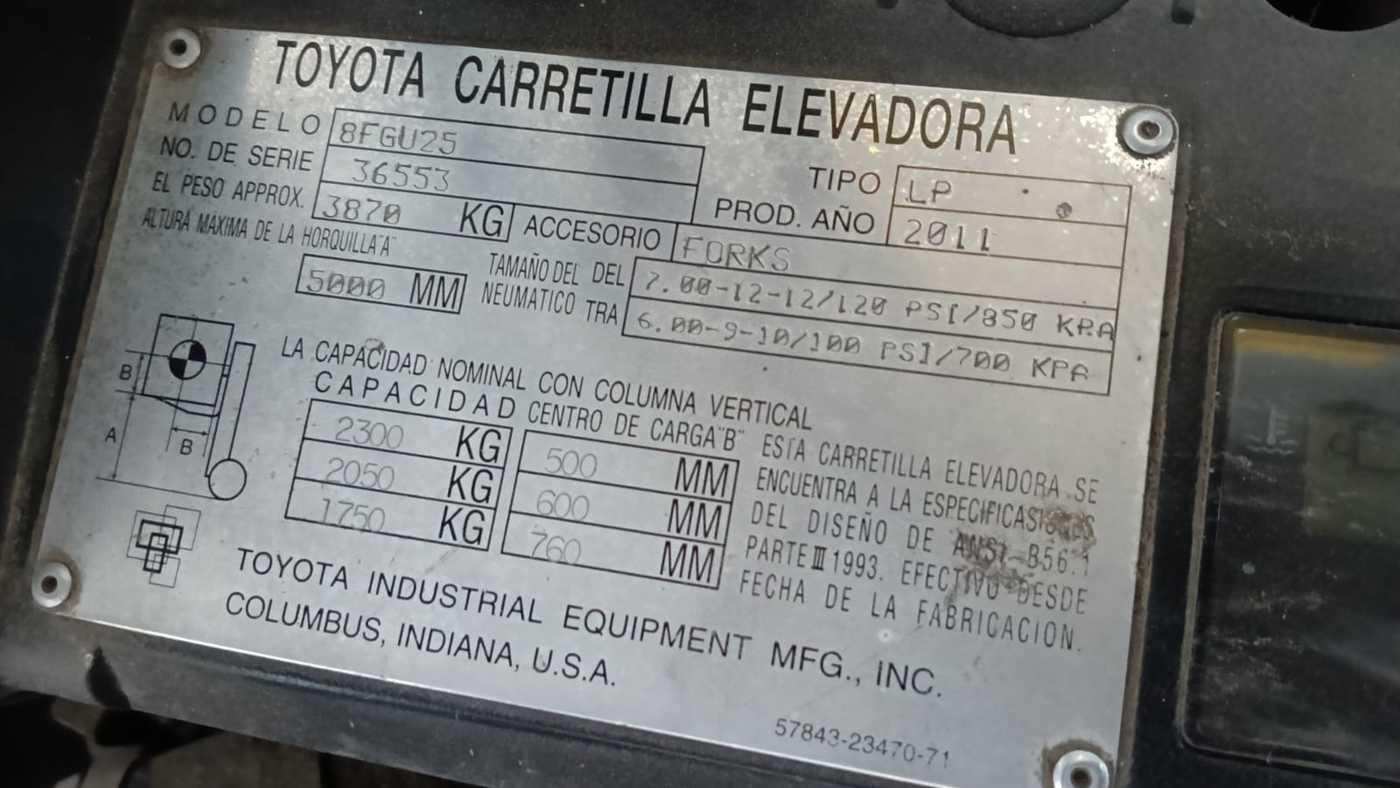 TOYOTA CARRETILLA ELEVADORA
MODELO 8FGU25 TIPO LP
NO. DE SERIE 36553 PROD. AÑO 2011
EL PESO APPROX. 3870 KG ACCESORIO FORKS
ALTURA MAXIMA DE LA HORQUILLA"A"
5000 MM
TAMAÑO DEL DEL 7.00-12-12/120 PSI/850 KPA
NEUMATICO TRA 6.00-9-10/100 PSI/700 KPA
LA CAPACIDAD NOMINAL CON COLUMNA VERTICAL
CAPACIDAD CENTRO DE CARGA"B"
2300 KG 500 MM
2050 KG 600 MM
1750 KG 760 MM
B
A
B
ESTA CARRETILLA ELEVADORA SE
ENCUENTRA A LA ESPECIFICASIONES
DEL DISEÑO DE ANSI-B56.1
PARTE III 1993. EFECTIVO DESDE
FECHA DE LA FABRICACION.
TOYOTA INDUSTRIAL EQUIPMENT MFG., INC.
COLUMBUS, INDIANA, U.S.A.
57843-23470-71